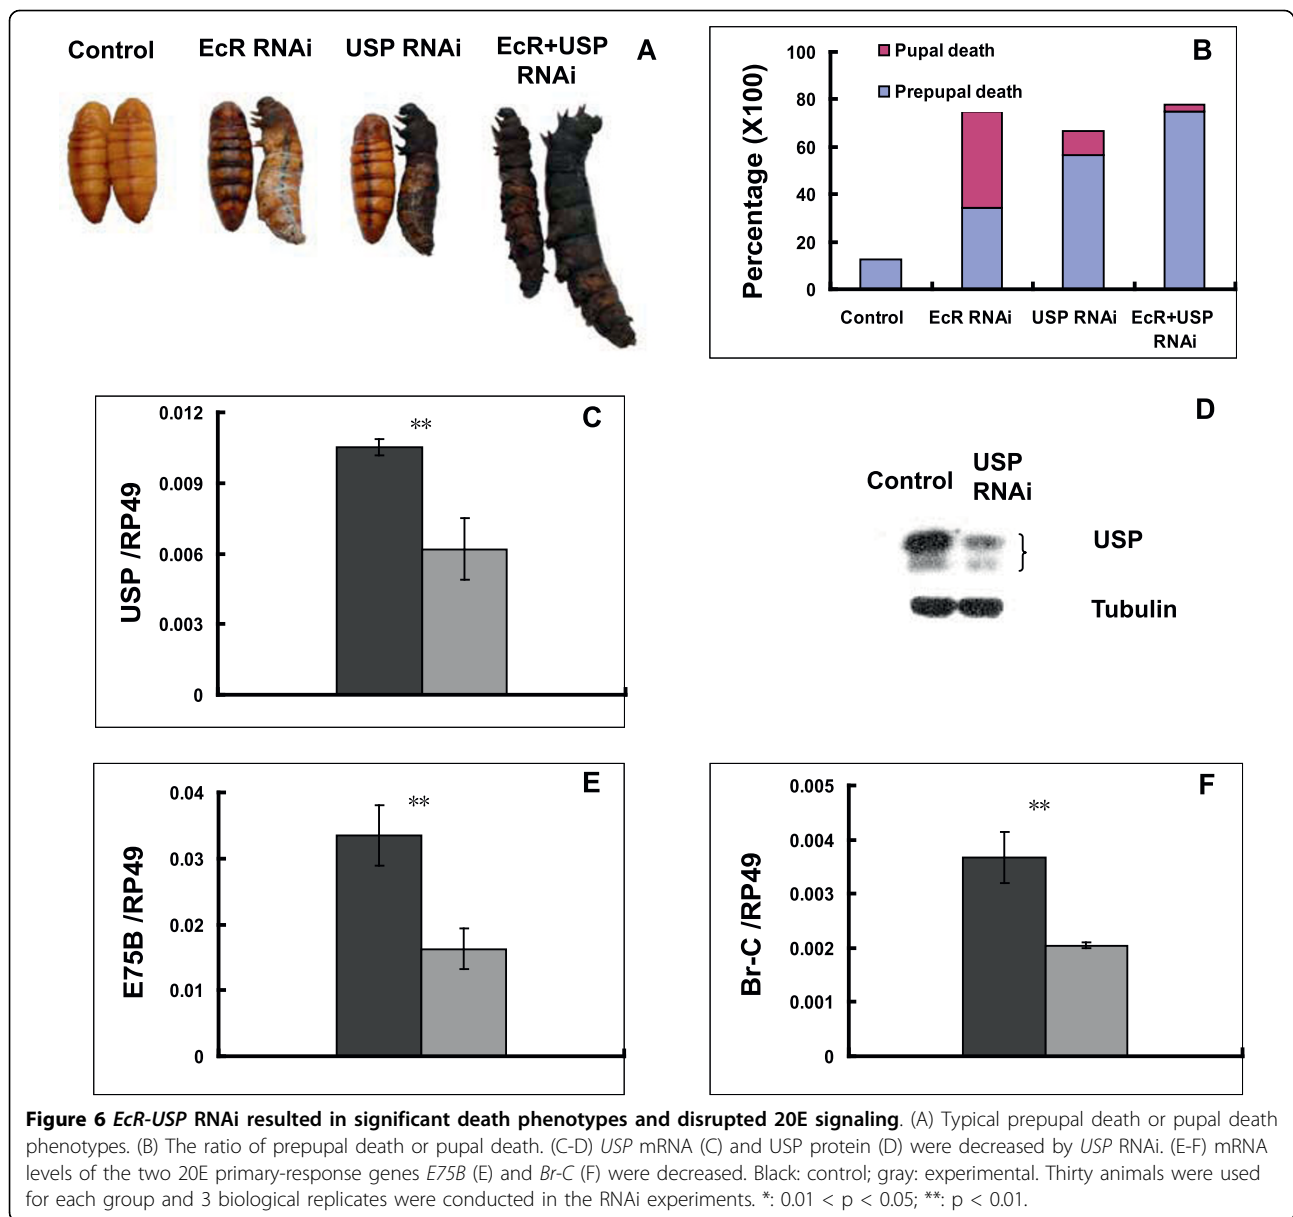 Control
EcR RNAi
USP RNAi
EcR+USP
RNAi
A
B
Percentage (X100)
100
80
60
40
20
0
Pupal death
Prepupal death
Control
EcR RNAi
USP RNAi
EcR+USP
RNAi
C
USP /RP49
0.012
0.009
0.006
0.003
0
**
D
Control
USP
RNAi
USP
Tubulin
E
E75B /RP49
0.04
0.03
0.02
0.01
0
**
F
Br-C /RP49
0.005
0.004
0.003
0.002
0.001
0
**
Figure 6 EcR-USP RNAi resulted in significant death phenotypes and disrupted 20E signaling. (A) Typical prepupal death or pupal death
phenotypes. (B) The ratio of prepupal death or pupal death. (C-D) USP mRNA (C) and USP protein (D) were decreased by USP RNAi. (E-F) mRNA
levels of the two 20E primary-response genes E75B (E) and Br-C (F) were decreased. Black: control; gray: experimental. Thirty animals were used
for each group and 3 biological replicates were conducted in the RNAi experiments. *: 0.01 < p < 0.05; **: p < 0.01.